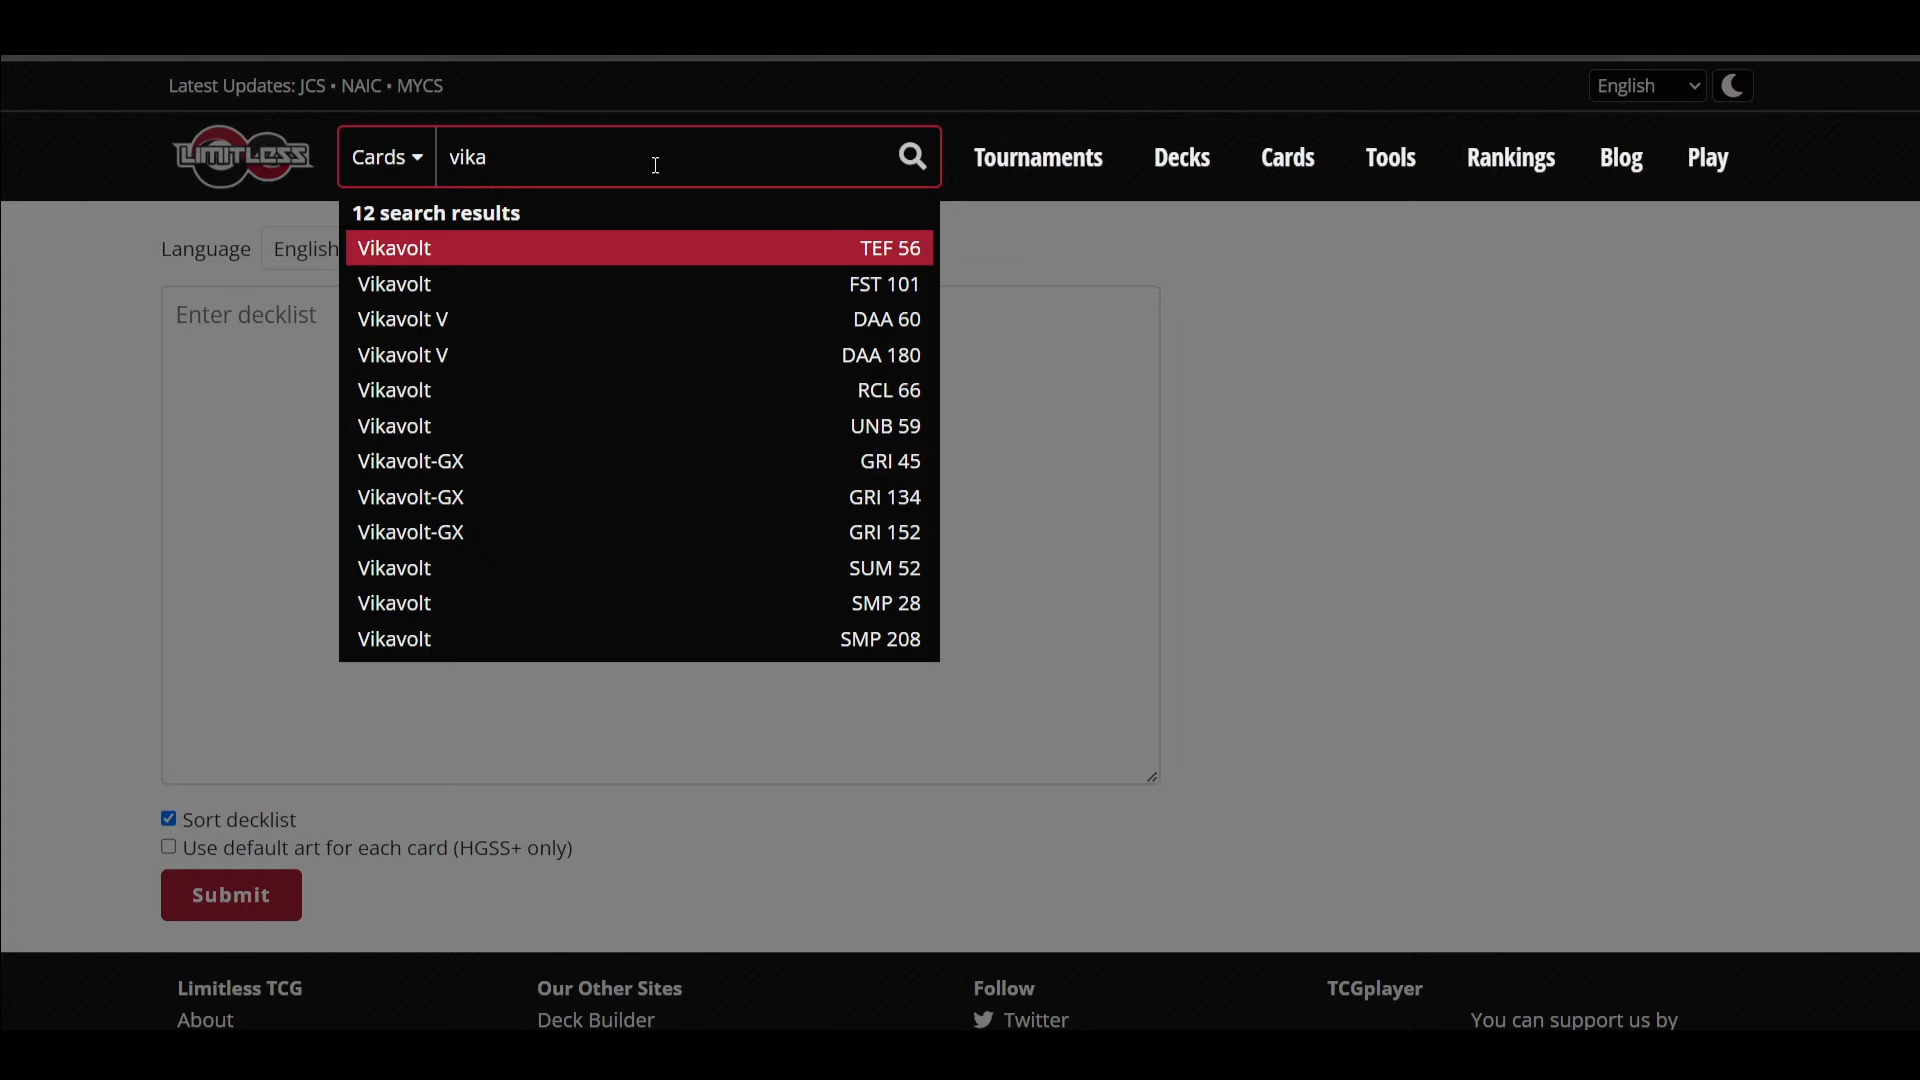 Latest Updates: JCS • NAIC • MYCS
English
LIMITLESS
Cards
vika
Tournaments
Decks
Cards
Tools
Rankings
Blog
Play
12 search results
Vikavolt TEF 56
Vikavolt FST 101
Vikavolt V DAA 60
Vikavolt V DAA 180
Vikavolt RCL 66
Vikavolt UNB 59
Vikavolt-GX GRI 45
Vikavolt-GX GRI 134
Vikavolt-GX GRI 152
Vikavolt SUM 52
Vikavolt SMP 28
Vikavolt SMP 208
Language English
Enter decklist
Sort decklist
Use default art for each card (HGSS+ only)
Submit
Limitless TCG
About
Our Other Sites
Deck Builder
Follow
Twitter
TCGplayer
You can support us by